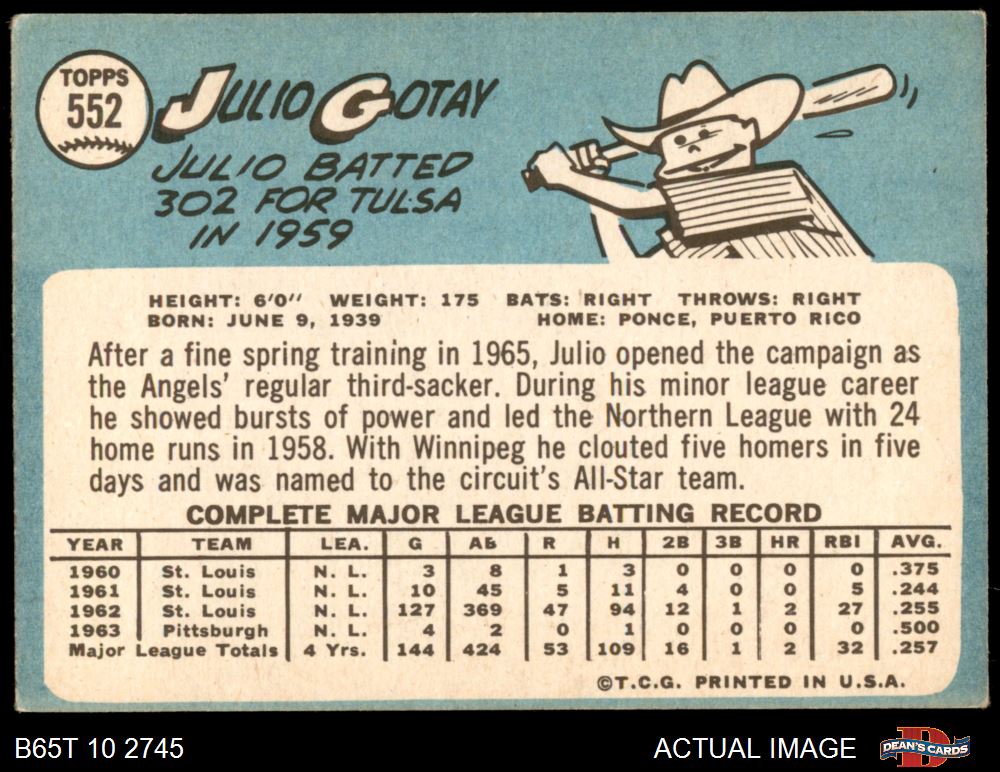 TOPPS
552
JULIO GOTAY
JULIO BATTED
302 FOR TULSA
IN 1959
HEIGHT: 6'0" WEIGHT: 175 BATS: RIGHT THROWS: RIGHT
BORN: JUNE 9, 1939 HOME: PONCE, PUERTO RICO
After a fine spring training in 1965, Julio opened the campaign as
the Angels' regular third-sacker. During his minor league career
he showed bursts of power and led the Northern League with 24
home runs in 1958. With Winnipeg he clouted five homers in five
days and was named to the circuit's All-Star team.
COMPLETE MAJOR LEAGUE BATTING RECORD
YEAR TEAM LEA. G AB R H 2B 3B HR RBI AVG.
1960 St. Louis N. L. 3 8 1 3 0 0 0 0 .375
1961 St. Louis N. L. 10 45 5 11 4 0 0 5 .244
1962 St. Louis N. L. 127 369 47 94 12 1 2 27 .255
1963 Pittsburgh N. L. 4 2 0 1 0 0 0 0 .500
Major League Totals 4 Yrs. 144 424 53 109 16 1 2 32 .257
©T.C.G. PRINTED IN U.S.A.
B65T 10 2745 ACTUAL IMAGE DEAN'S CARDS